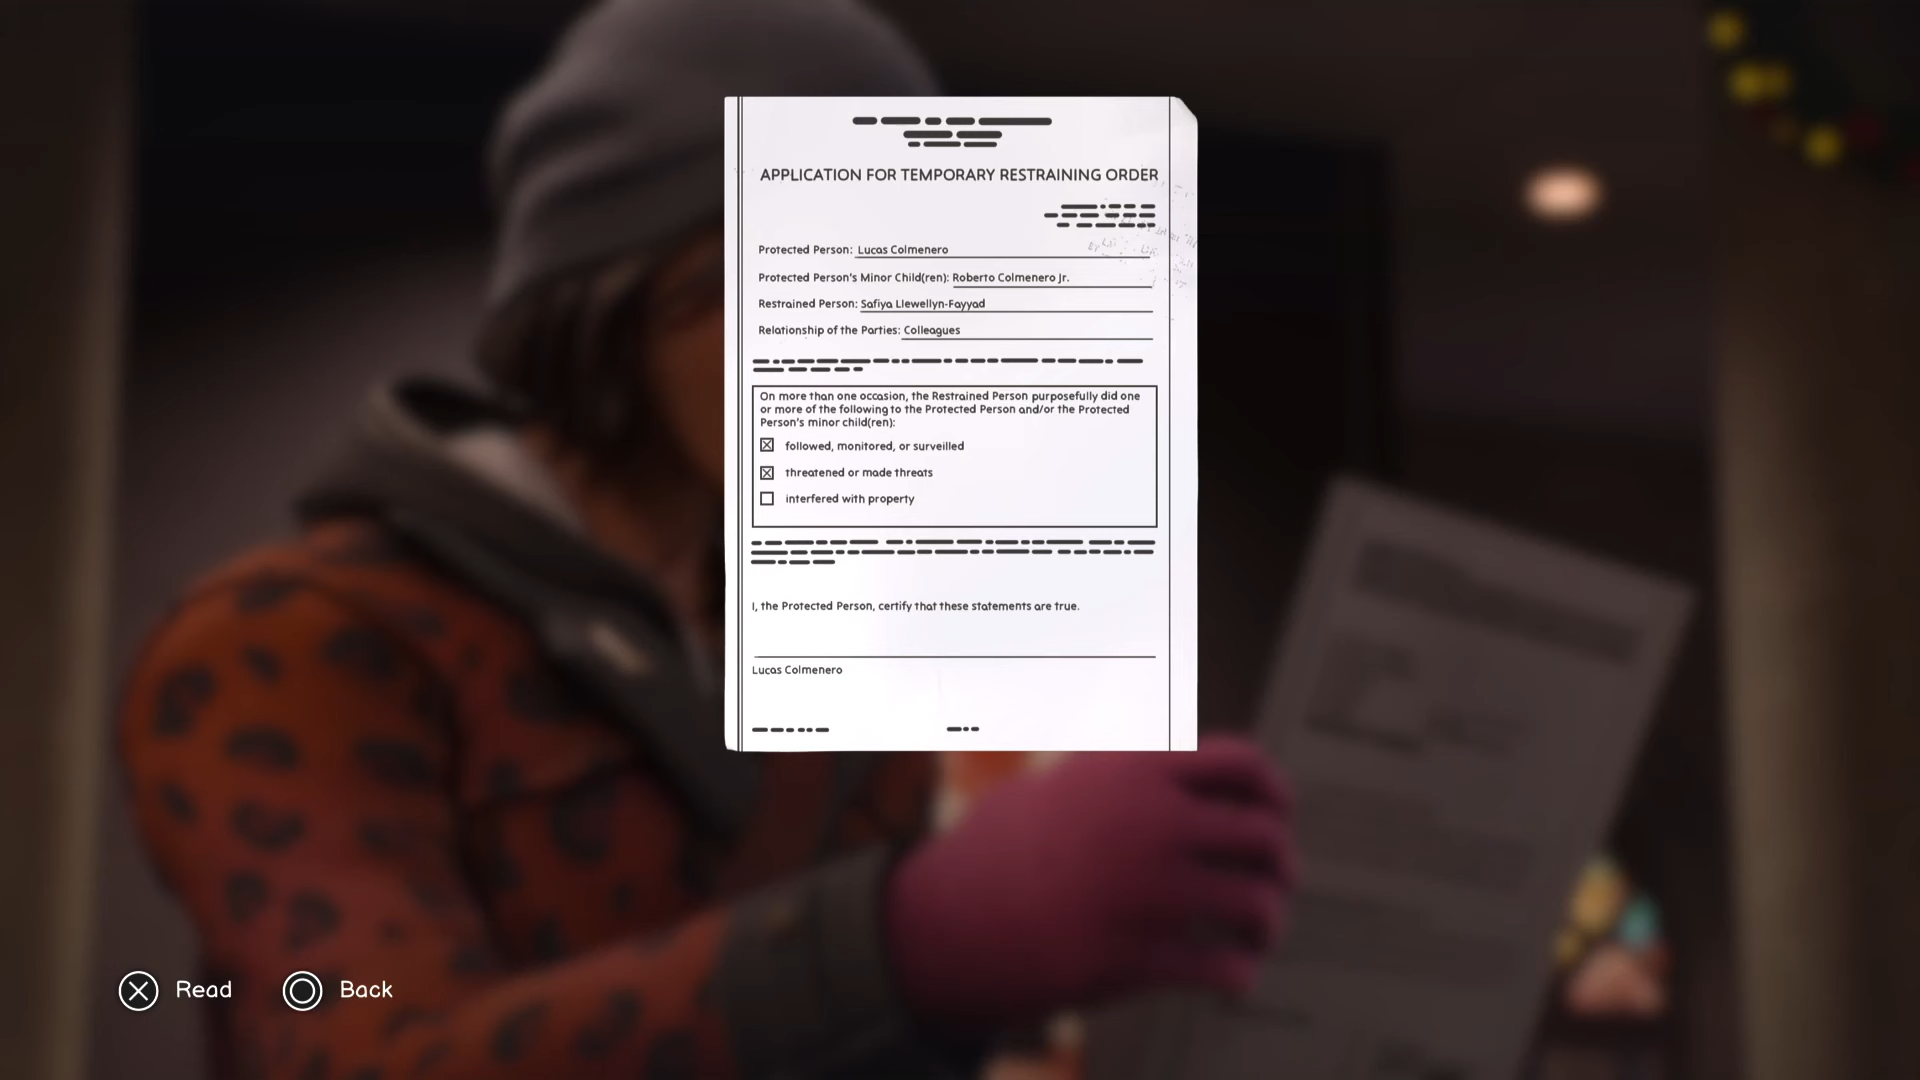 APPLICATION FOR TEMPORARY RESTRAINING ORDER
Protected Person: Lucas Colmenero
Protected Person's Minor Child(ren): Roberto Colmenero Jr.
Restrained Person: Safiya Llewellyn-Fayyad
Relationship of the Parties: Colleagues
On more than one occasion, the Restrained Person purposefully did one
or more of the following to the Protected Person and/or the Protected
Person's minor child(ren):
followed, monitored, or surveilled
threatened or made threats
interfered with property
I, the Protected Person, certify that these statements are true.
Lucas Colmenero
Read Back